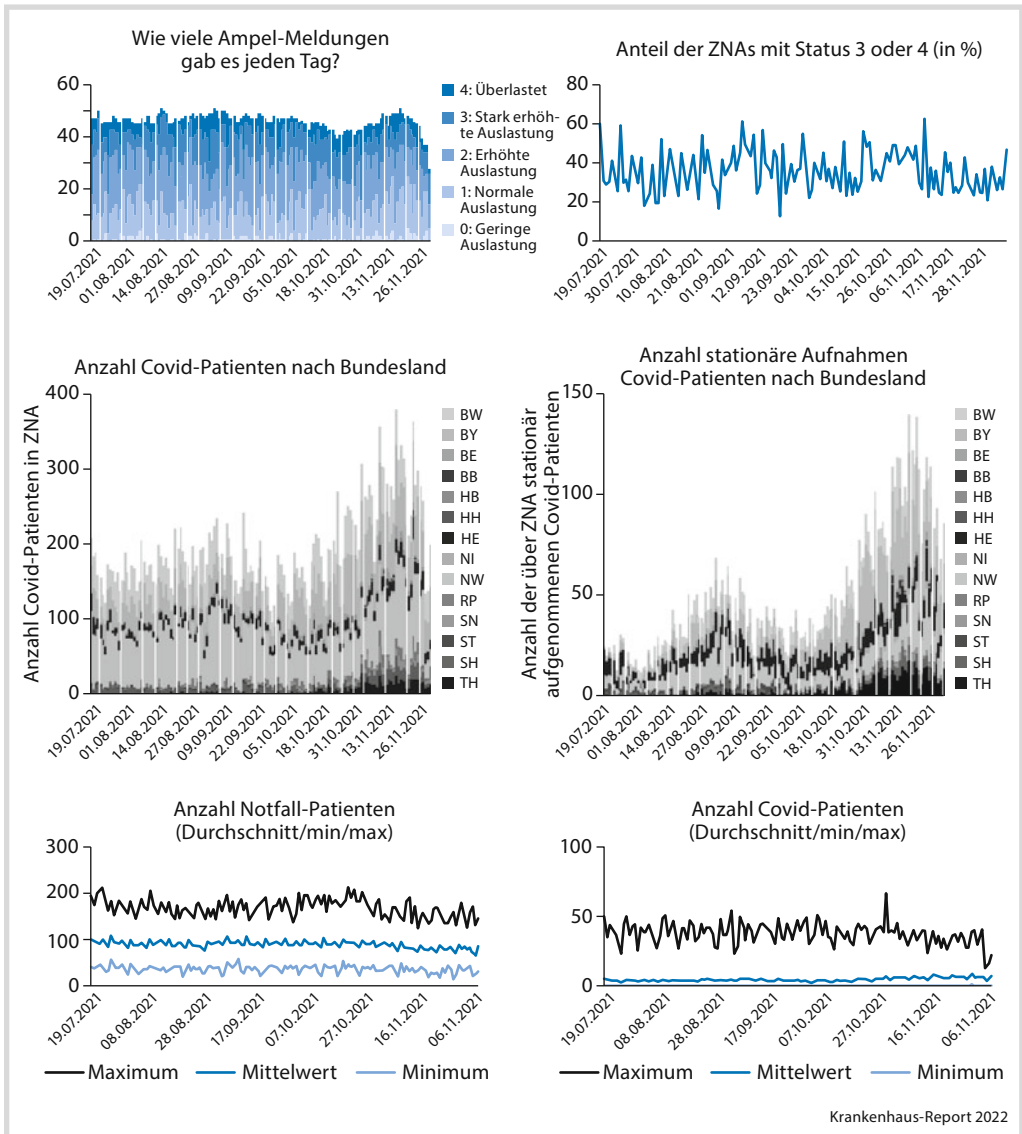 Wie viele Ampel-Meldungen
gab es jeden Tag?
60
40
20
0
19.07.2021
01.08.2021
14.08.2021
27.08.2021
09.09.2021
22.09.2021
05.10.2021
18.10.2021
31.10.2021
13.11.2021
26.11.2021
4: Überlastet
3: Stark erhöh-
te Auslastung
2: Erhöhte
Auslastung
1: Normale
Auslastung
0: Geringe
Auslastung
Anteil der ZNAs mit Status 3 oder 4 (in %)
80
60
40
20
0
19.07.2021
30.07.2021
10.08.2021
21.08.2021
01.09.2021
12.09.2021
23.09.2021
04.10.2021
15.10.2021
26.10.2021
06.11.2021
17.11.2021
28.11.2021
Anzahl Covid-Patienten nach Bundesland
Anzahl Covid-Patienten in ZNA
400
300
200
100
0
19.07.2021
01.08.2021
14.08.2021
27.08.2021
09.09.2021
22.09.2021
05.10.2021
18.10.2021
31.10.2021
13.11.2021
26.11.2021
BW
BY
BE
BB
HB
HH
HE
NI
NW
RP
SN
ST
SH
TH
Anzahl stationäre Aufnahmen
Covid-Patienten nach Bundesland
Anzahl der über ZNA stationär
aufgenommenen Covid-Patienten
150
100
50
0
19.07.2021
01.08.2021
14.08.2021
27.08.2021
09.09.2021
22.09.2021
05.10.2021
18.10.2021
31.10.2021
13.11.2021
26.11.2021
BW
BY
BE
BB
HB
HH
HE
NI
NW
RP
SN
ST
SH
TH
Anzahl Notfall-Patienten
(Durchschnitt/min/max)
300
200
100
0
19.07.2021
08.08.2021
28.08.2021
17.09.2021
07.10.2021
27.10.2021
16.11.2021
06.11.2021
Maximum Mittelwert Minimum
Anzahl Covid-Patienten
(Durchschnitt/min/max)
100
50
0
19.07.2021
08.08.2021
28.08.2021
17.09.2021
07.10.2021
27.10.2021
16.11.2021
06.11.2021
Maximum Mittelwert Minimum
Krankenhaus-Report 2022